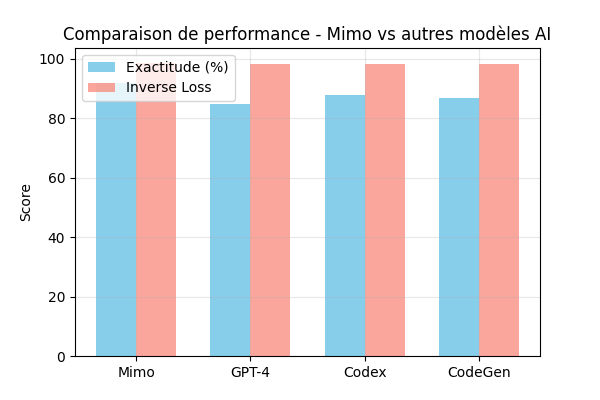 Comparaison de performance - Mimo vs autres modèles AI
Exactitude (%)
Inverse Loss
Score
100
80
60
40
20
0
Mimo GPT-4 Codex CodeGen